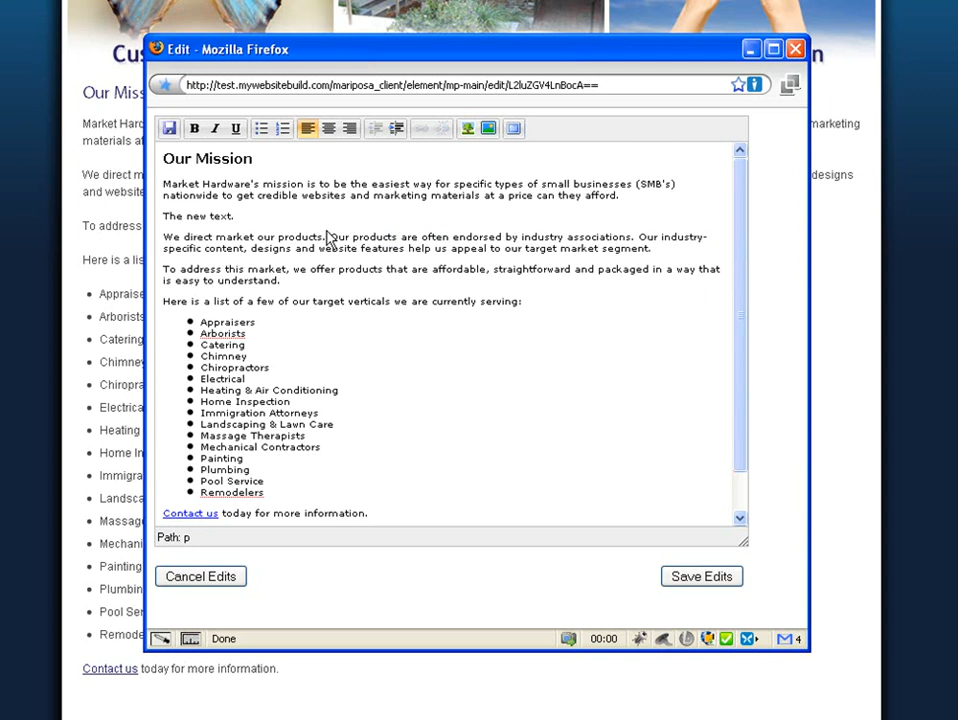 Cus
n
Edit - Mozilla Firefox
http://test.mywebsitebuild.com/mariposa_client/element/mp-main/edit/L2luZGV4LnBocA==
B I U
Our Mission
Market Hardware's mission is to be the easiest way for specific types of small businesses (SMB's)
nationwide to get credible websites and marketing materials at a price can they afford.
The new text.
We direct market our products. Our products are often endorsed by industry associations. Our industry-
specific content, designs and website features help us appeal to our target market segment.
To address this market, we offer products that are affordable, straightforward and packaged in a way that
is easy to understand.
Here is a list of a few of our target verticals we are currently serving:
Appraisers
Arborists
Catering
Chimney
Chiropractors
Electrical
Heating & Air Conditioning
Home Inspection
Immigration Attorneys
Landscaping & Lawn Care
Massage Therapists
Mechanical Contractors
Painting
Plumbing
Pool Service
Remodelers
Contact us today for more information.
Path: p
Cancel Edits
Save Edits
Done
00:00
4
Our Miss
Market Hard
marketing
materials at
We direct m
designs
and website
To address
Here is a lis
Appraise
Arborists
Catering
Chimney
Chiropra
Electrica
Heating
Home In
Immigra
Landsca
Massage
Mechani
Painting
Plumbin
Pool Ser
Remode
Contact us today for more information.